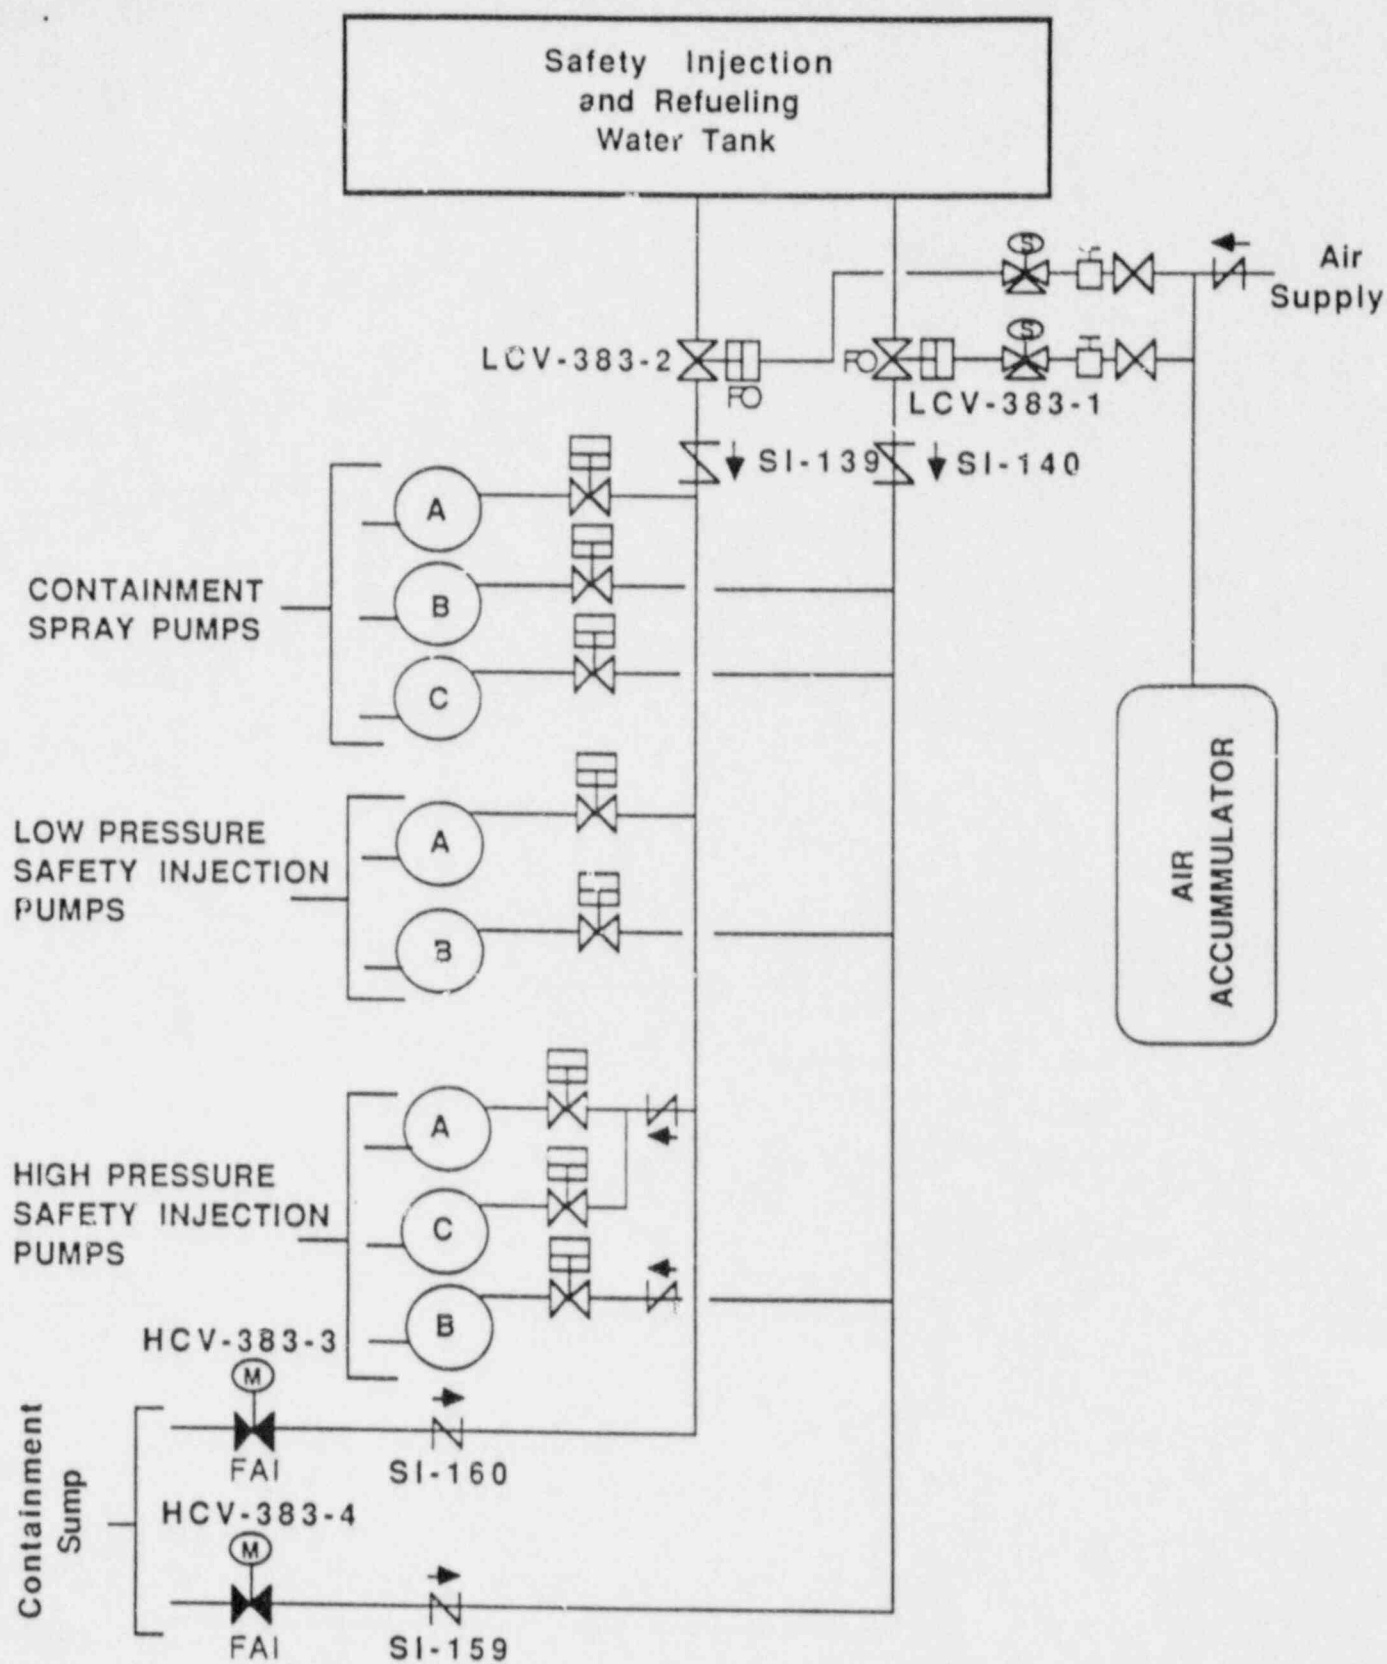 Safety Injection
and Refueling
Water Tank
S
Air
Supply
S
LCV-383-2
FO
FO
LCV-383-1
SI-139
SI-140
A
B
C
CONTAINMENT
SPRAY PUMPS
A
B
LOW PRESSURE
SAFETY INJECTION
PUMPS
AIR
ACCUMMULATOR
A
C
B
HIGH PRESSURE
SAFETY INJECTION
PUMPS
HCV-383-3
M
FAI
SI-160
Containment
Sump
HCV-383-4
M
FAI
SI-159